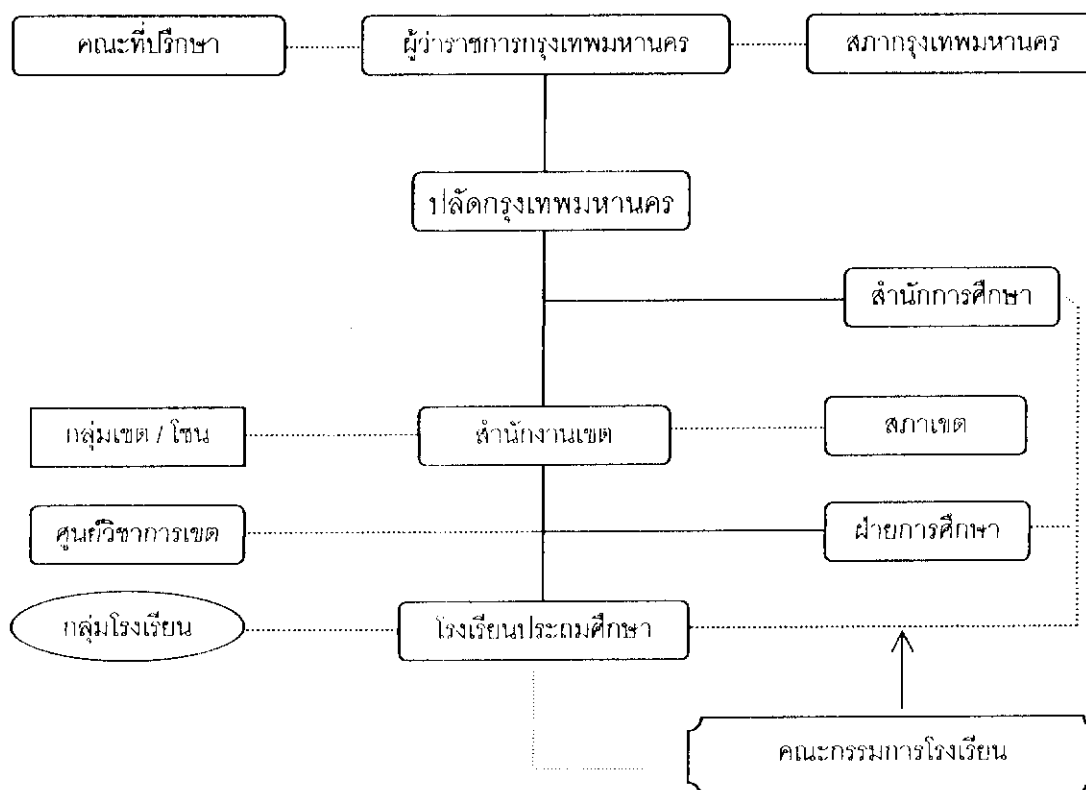 คณะที่ปรึกษา ผู้ว่าราชการกรุงเทพมหานคร สภากรุงเทพมหานคร
ปลัดกรุงเทพมหานคร
สำนักการศึกษา
กลุ่มเขต / โซน สำนักงานเขต สภาเขต
ศูนย์วิชาการเขต ฝ่ายการศึกษา
กลุ่มโรงเรียน โรงเรียนประถมศึกษา
คณะกรรมการโรงเรียน